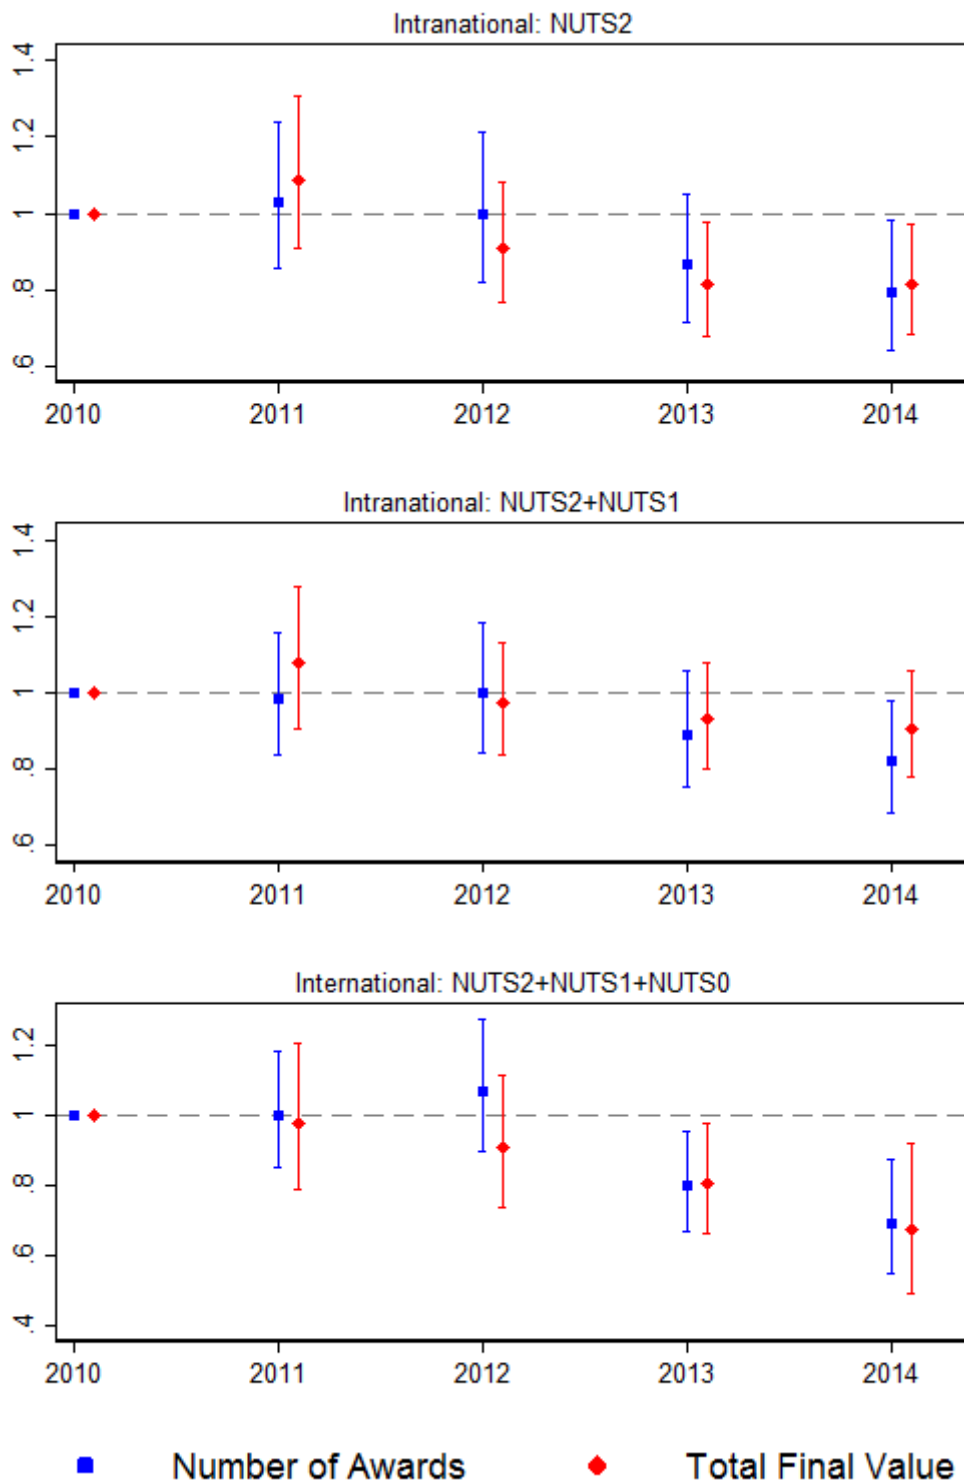 Intranational: NUTS2
1.4
1.2
1
.8
.6
2010 2011 2012 2013 2014
Intranational: NUTS2+NUTS1
1.4
1.2
1
.8
.6
2010 2011 2012 2013 2014
International: NUTS2+NUTS1+NUTS0
1.2
1
.8
.6
.4
2010 2011 2012 2013 2014
Number of Awards Total Final Value